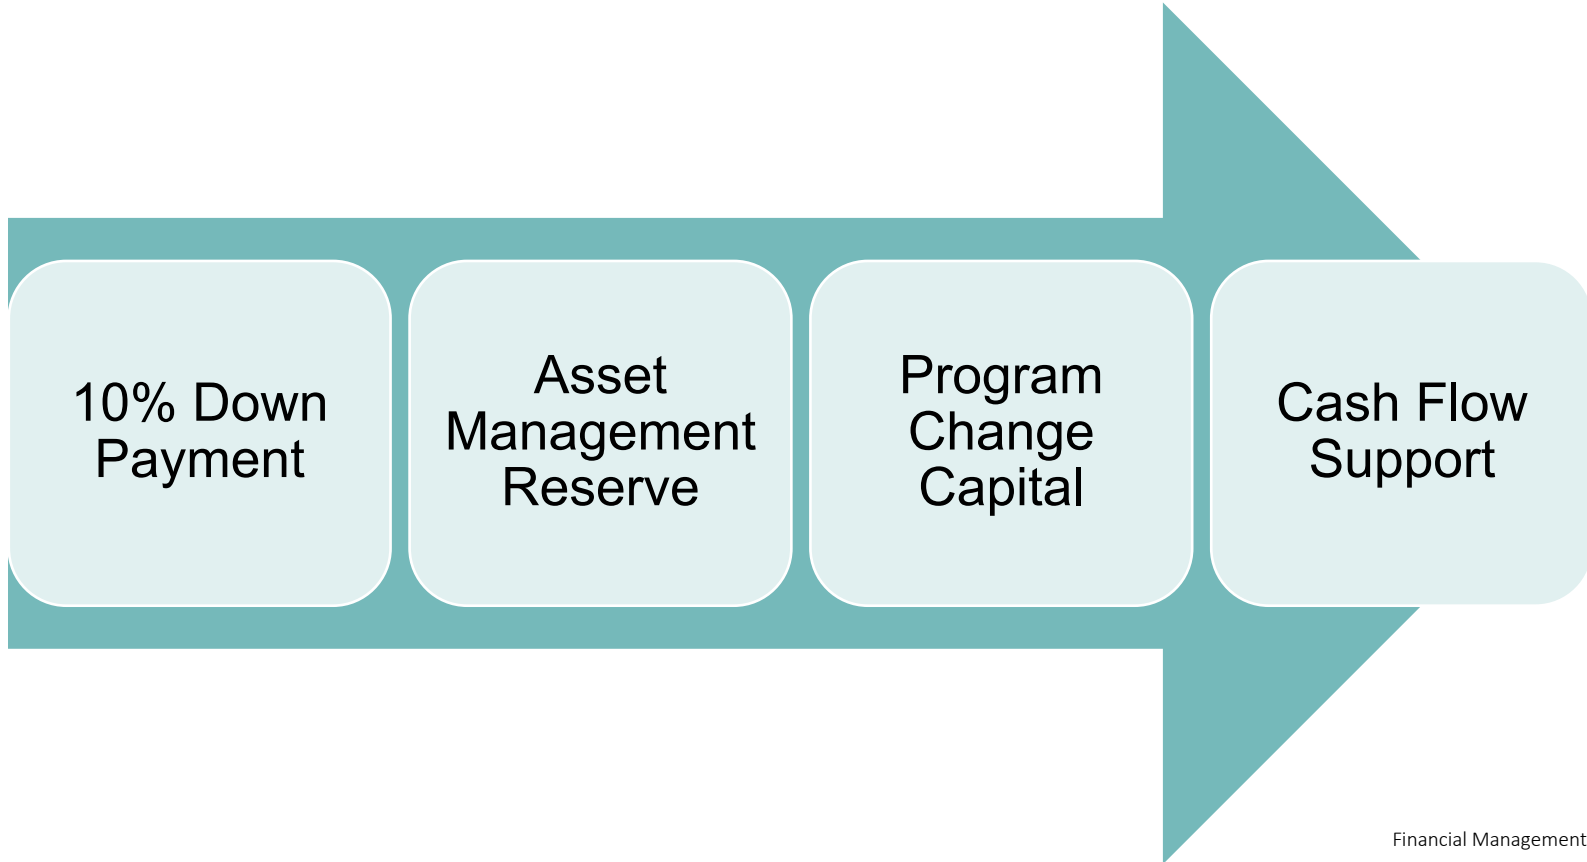 10% Down
Payment
Asset
Management
Reserve
Program
Change
Capital
Cash Flow
Support
Financial Management